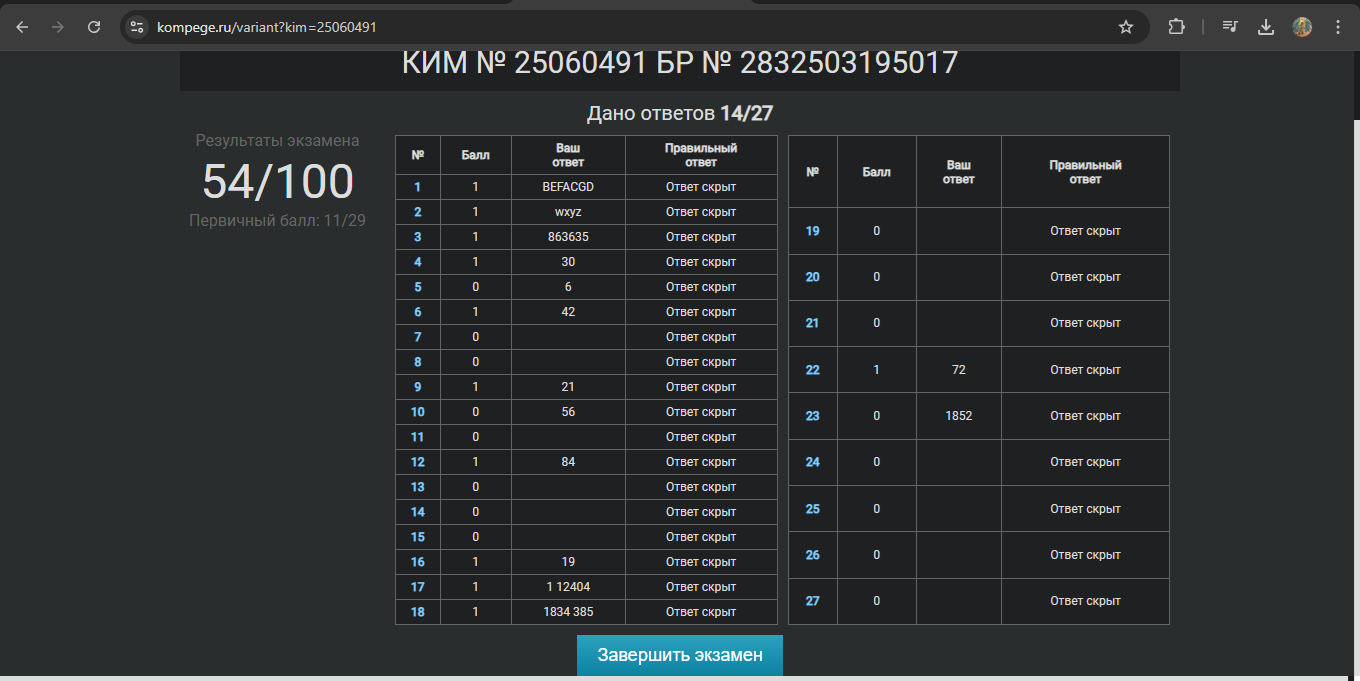 kompege.ru/variant?kim=25060491
КИМ № 25060491 БР № 2832503195017
Дано ответов 14/27
Результаты экзамена
54/100
Первичный балл: 11/29
№ Балл Ваш ответ Правильный ответ
1 1 BEFACGD Ответ скрыт
2 1 wxyz Ответ скрыт
3 1 863635 Ответ скрыт
4 1 30 Ответ скрыт
5 0 6 Ответ скрыт
6 1 42 Ответ скрыт
7 0 Ответ скрыт
8 0 Ответ скрыт
9 1 21 Ответ скрыт
10 0 56 Ответ скрыт
11 0 Ответ скрыт
12 1 84 Ответ скрыт
13 0 Ответ скрыт
14 0 Ответ скрыт
15 0 Ответ скрыт
16 1 19 Ответ скрыт
17 1 1 12404 Ответ скрыт
18 1 1834 385 Ответ скрыт
№ Балл Ваш ответ Правильный ответ
19 0 Ответ скрыт
20 0 Ответ скрыт
21 0 Ответ скрыт
22 1 72 Ответ скрыт
23 0 1852 Ответ скрыт
24 0 Ответ скрыт
25 0 Ответ скрыт
26 0 Ответ скрыт
27 0 Ответ скрыт
Завершить экзамен